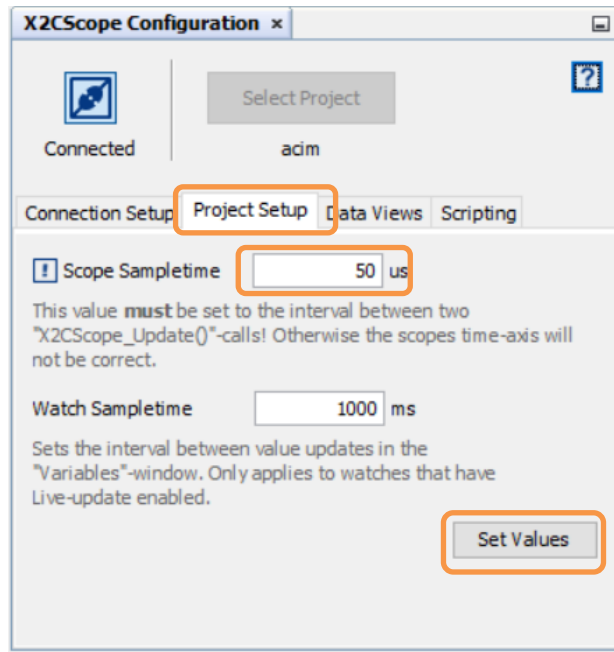 X2CScope Configuration ×
Select Project
Connected
acim
Connection Setup Project Setup Data Views Scripting
! Scope Sampletime 50 us
This value must be set to the interval between two
"X2CScope_Update()"-calls! Otherwise the scopes time-axis will
not be correct.
Watch Sampletime 1000 ms
Sets the interval between value updates in the
"Variables"-window. Only applies to watches that have
Live-update enabled.
Set Values